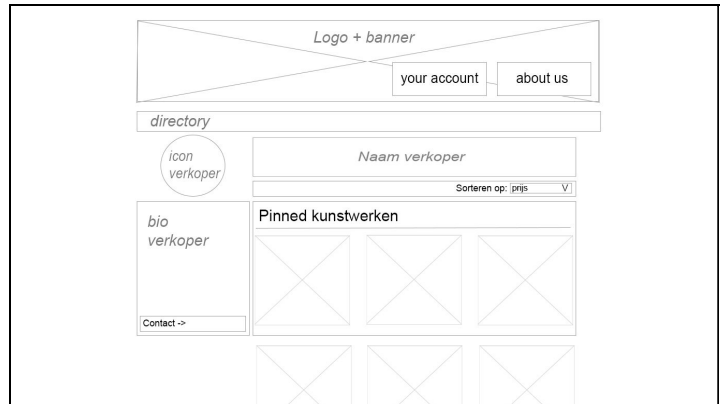 Logo + banner
your account
about us
directory
icon
verkoper
Naam verkoper
Sorteren op: prijs V
bio
verkoper
Contact ->
Pinned kunstwerken